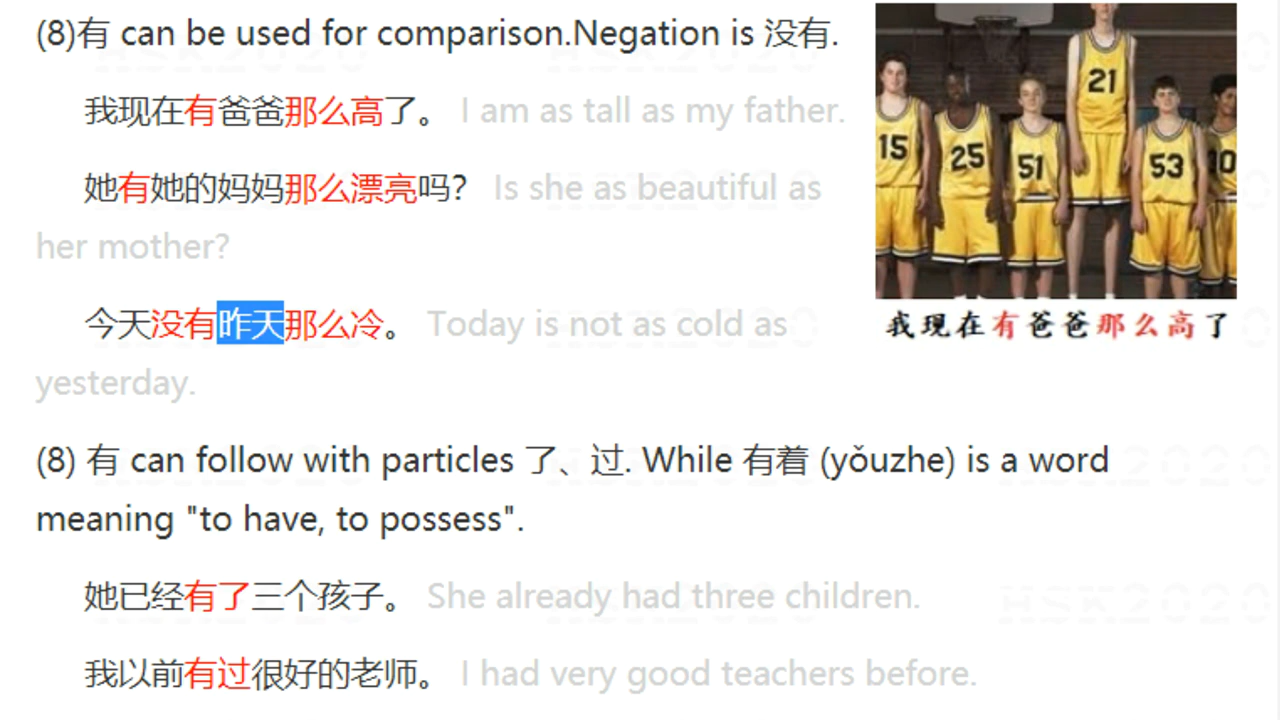 (8)有 can be used for comparison.Negation is 没有.
我现在有爸爸那么高了。 I am as tall as my father.
她有她的妈妈那么漂亮吗? Is she as beautiful as
her mother?
今天没有昨天那么冷。 Today is not as cold as
yesterday.
15
25
51
21
53
30
我现在有爸爸那么高了
(8) 有 can follow with particles 了、过. While 有着 (yǒuzhe) is a word
meaning "to have, to possess".
她已经有了三个孩子。 She already had three children.
我以前有过很好的老师。 I had very good teachers before.
HSK2020